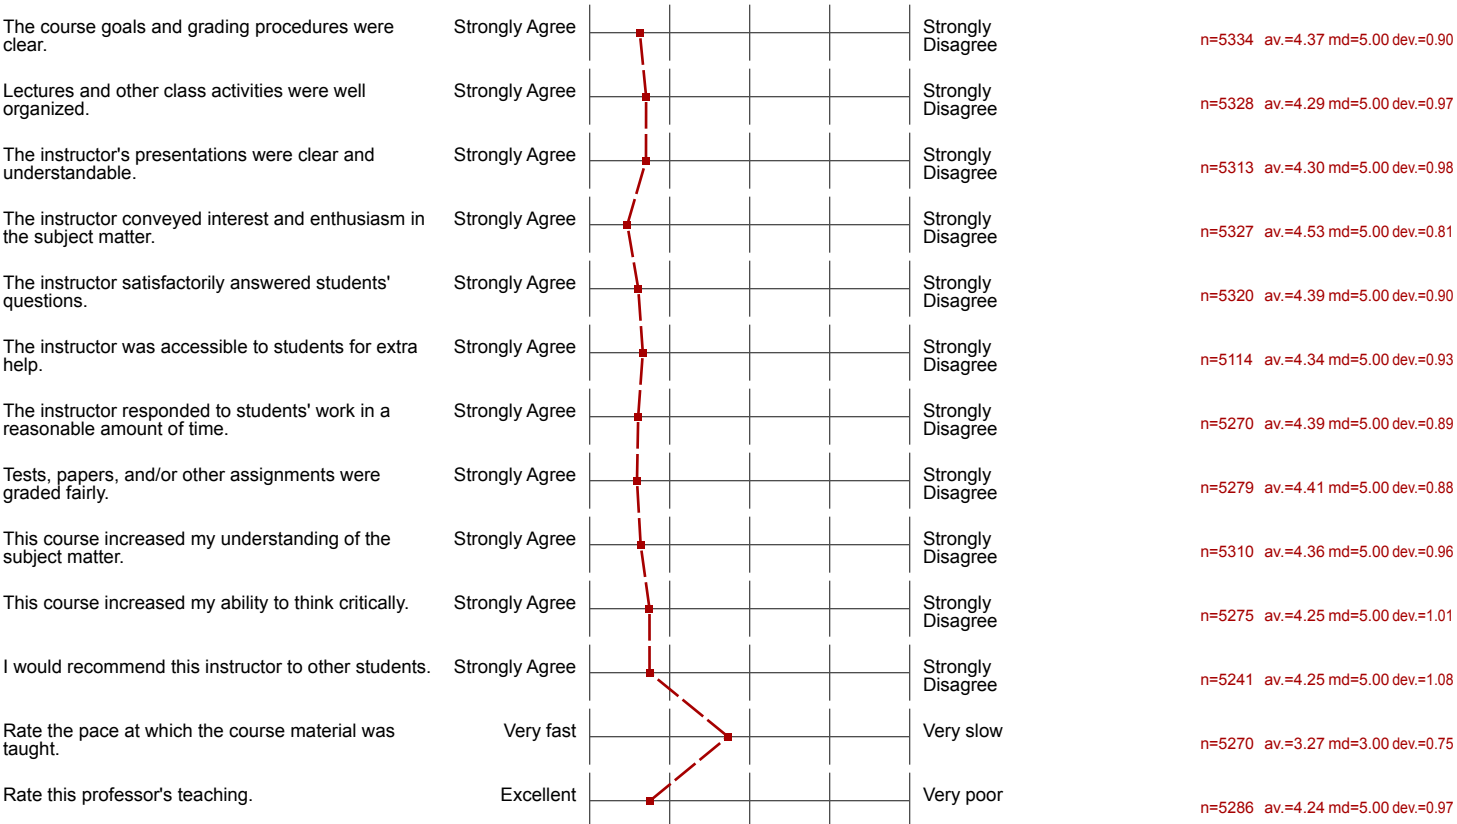 The course goals and grading procedures were
clear.
Strongly Agree
Strongly
Disagree
n=5334 av.=4.37 md=5.00 dev.=0.90
Lectures and other class activities were well
organized.
Strongly Agree
Strongly
Disagree
n=5328 av.=4.29 md=5.00 dev.=0.97
The instructor's presentations were clear and
understandable.
Strongly Agree
Strongly
Disagree
n=5313 av.=4.30 md=5.00 dev.=0.98
The instructor conveyed interest and enthusiasm in
the subject matter.
Strongly Agree
Strongly
Disagree
n=5327 av.=4.53 md=5.00 dev.=0.81
The instructor satisfactorily answered students'
questions.
Strongly Agree
Strongly
Disagree
n=5320 av.=4.39 md=5.00 dev.=0.90
The instructor was accessible to students for extra
help.
Strongly Agree
Strongly
Disagree
n=5114 av.=4.34 md=5.00 dev.=0.93
The instructor responded to students' work in a
reasonable amount of time.
Strongly Agree
Strongly
Disagree
n=5270 av.=4.39 md=5.00 dev.=0.89
Tests, papers, and/or other assignments were
graded fairly.
Strongly Agree
Strongly
Disagree
n=5279 av.=4.41 md=5.00 dev.=0.88
This course increased my understanding of the
subject matter.
Strongly Agree
Strongly
Disagree
n=5310 av.=4.36 md=5.00 dev.=0.96
This course increased my ability to think critically.
Strongly Agree
Strongly
Disagree
n=5275 av.=4.25 md=5.00 dev.=1.01
I would recommend this instructor to other students.
Strongly Agree
Strongly
Disagree
n=5241 av.=4.25 md=5.00 dev.=1.08
Rate the pace at which the course material was
taught.
Very fast
Very slow
n=5270 av.=3.27 md=3.00 dev.=0.75
Rate this professor's teaching.
Excellent
Very poor
n=5286 av.=4.24 md=5.00 dev.=0.97